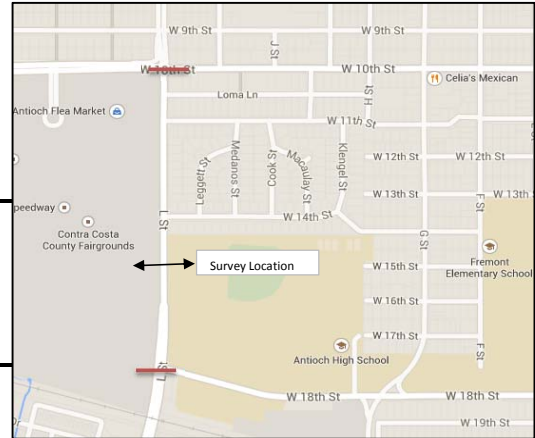 W 9th St
W 9th St
J St
W 10th St
W 10th St
Celia's Mexican
Loma Ln
Antioch Flea Market
H St
W 11th St
Leggett St
Medanos St
Cook St
Macaulay St
Klengel St
W 12th St
W 12th St
W 13th St
W 13th
F St
peedway
L St
W 14th St
Contra Costa
County Fairgrounds
G St
Survey Location
W 15th St
Fremont
Elementary School
W 16th St
W 17th St
Antioch High School
F St
L St
W 18th St
W 18th St
W 19th St